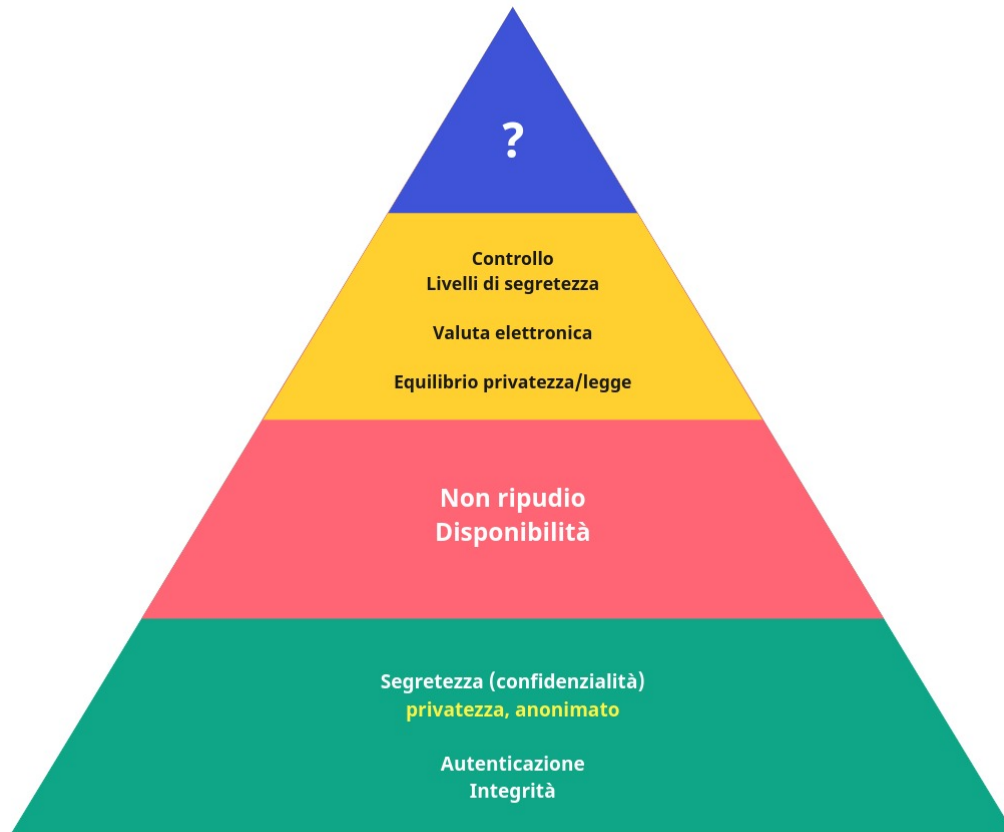 ?
Controllo
Livelli di segretezza
Valuta elettronica
Equilibrio privatezza/legge
Non ripudio
Disponibilità
Segretezza (confidenzialità)
privatezza, anonimato
Autenticazione
Integrità